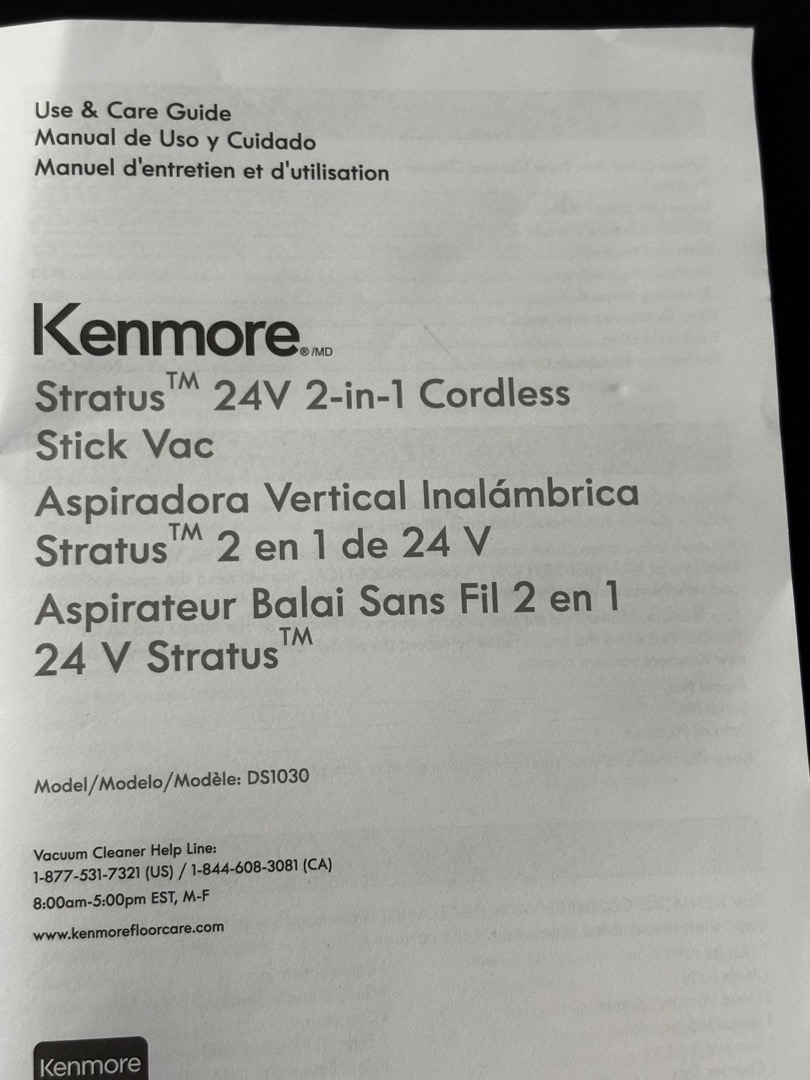 Use & Care Guide
Manual de Uso y Cuidado
Manuel d'entretien et d'utilisation
Kenmore®/MD
Stratus™ 24V 2-in-1 Cordless
Stick Vac
Aspiradora Vertical Inalámbrica
Stratus™ 2 en 1 de 24 V
Aspirateur Balai Sans Fil 2 en 1
24 V Stratus™
Model/Modelo/Modèle: DS1030
Vacuum Cleaner Help Line:
1-877-531-7321 (US) / 1-844-608-3081 (CA)
8:00am-5:00pm EST, M-F
www.kenmorefloorcare.com
Kenmore